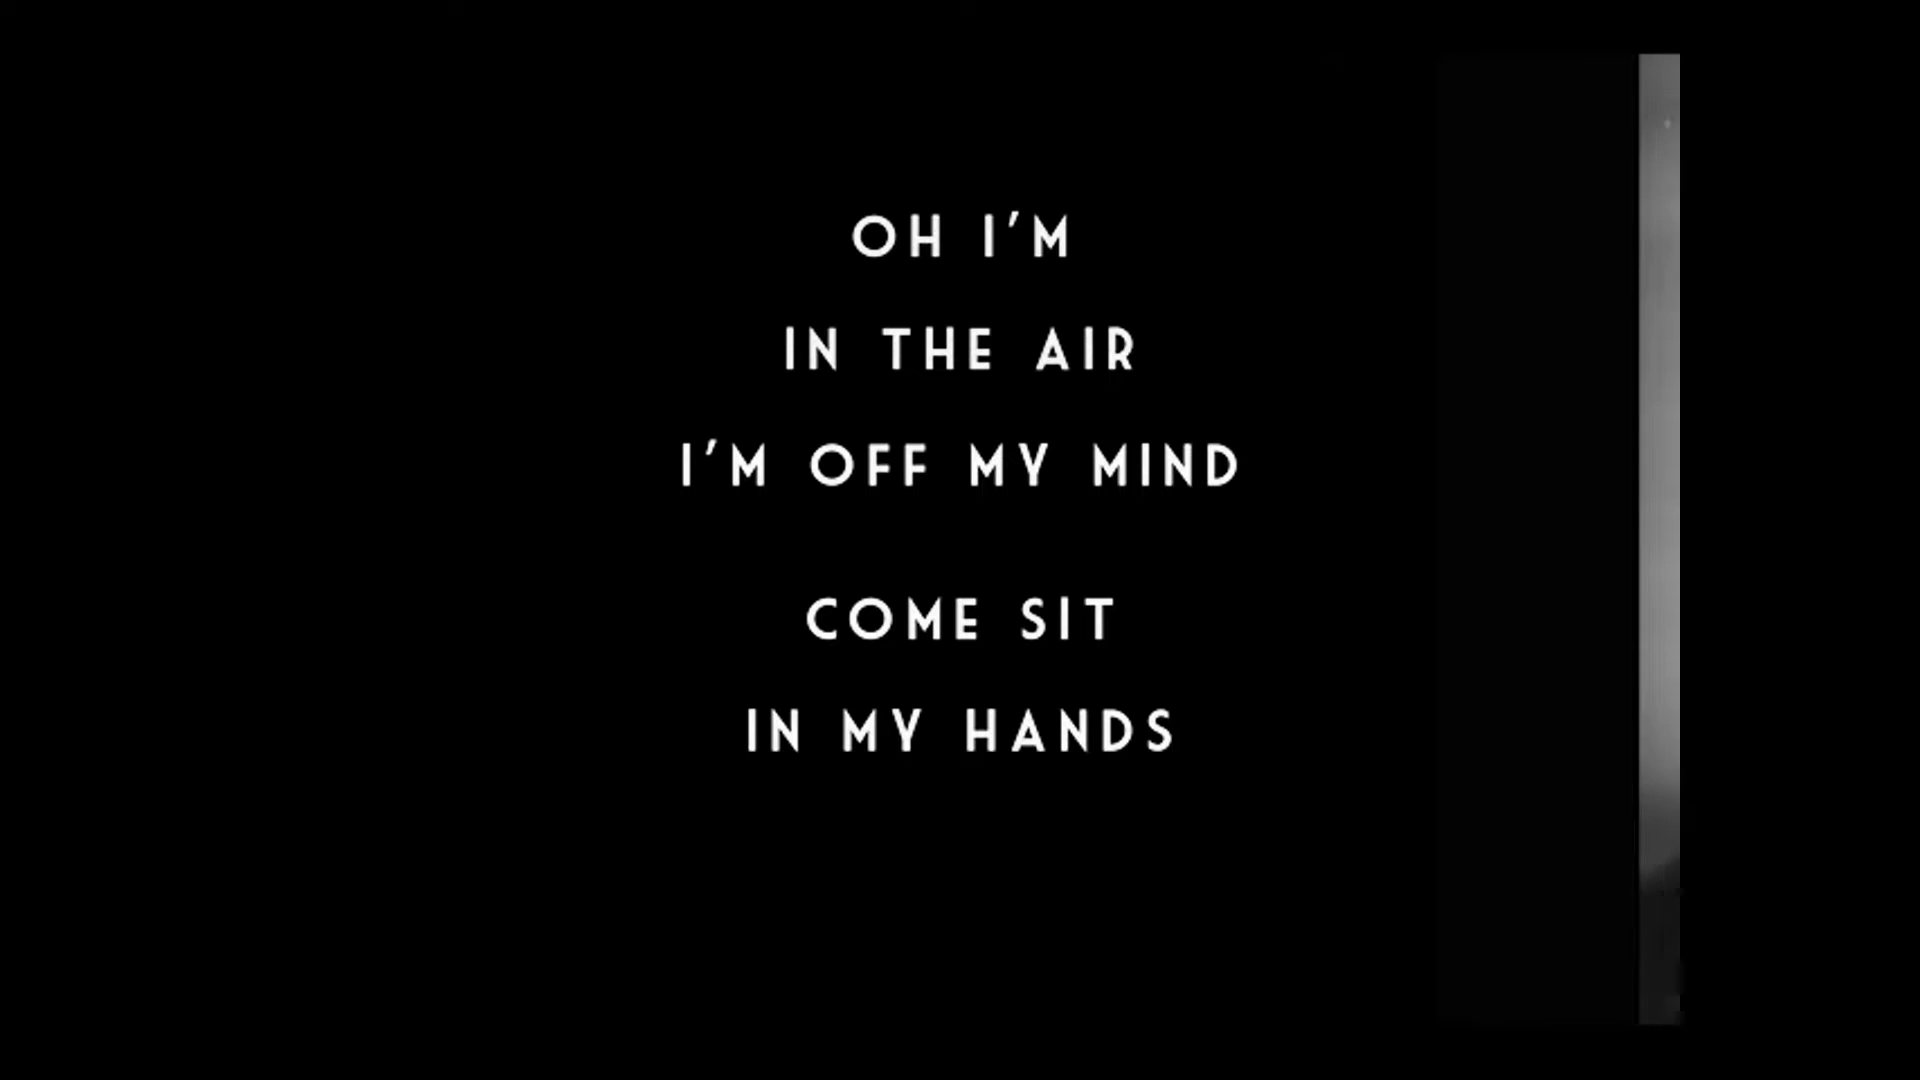 OH I'M
IN THE AIR
I'M OFF MY MIND
COME SIT
IN MY HANDS